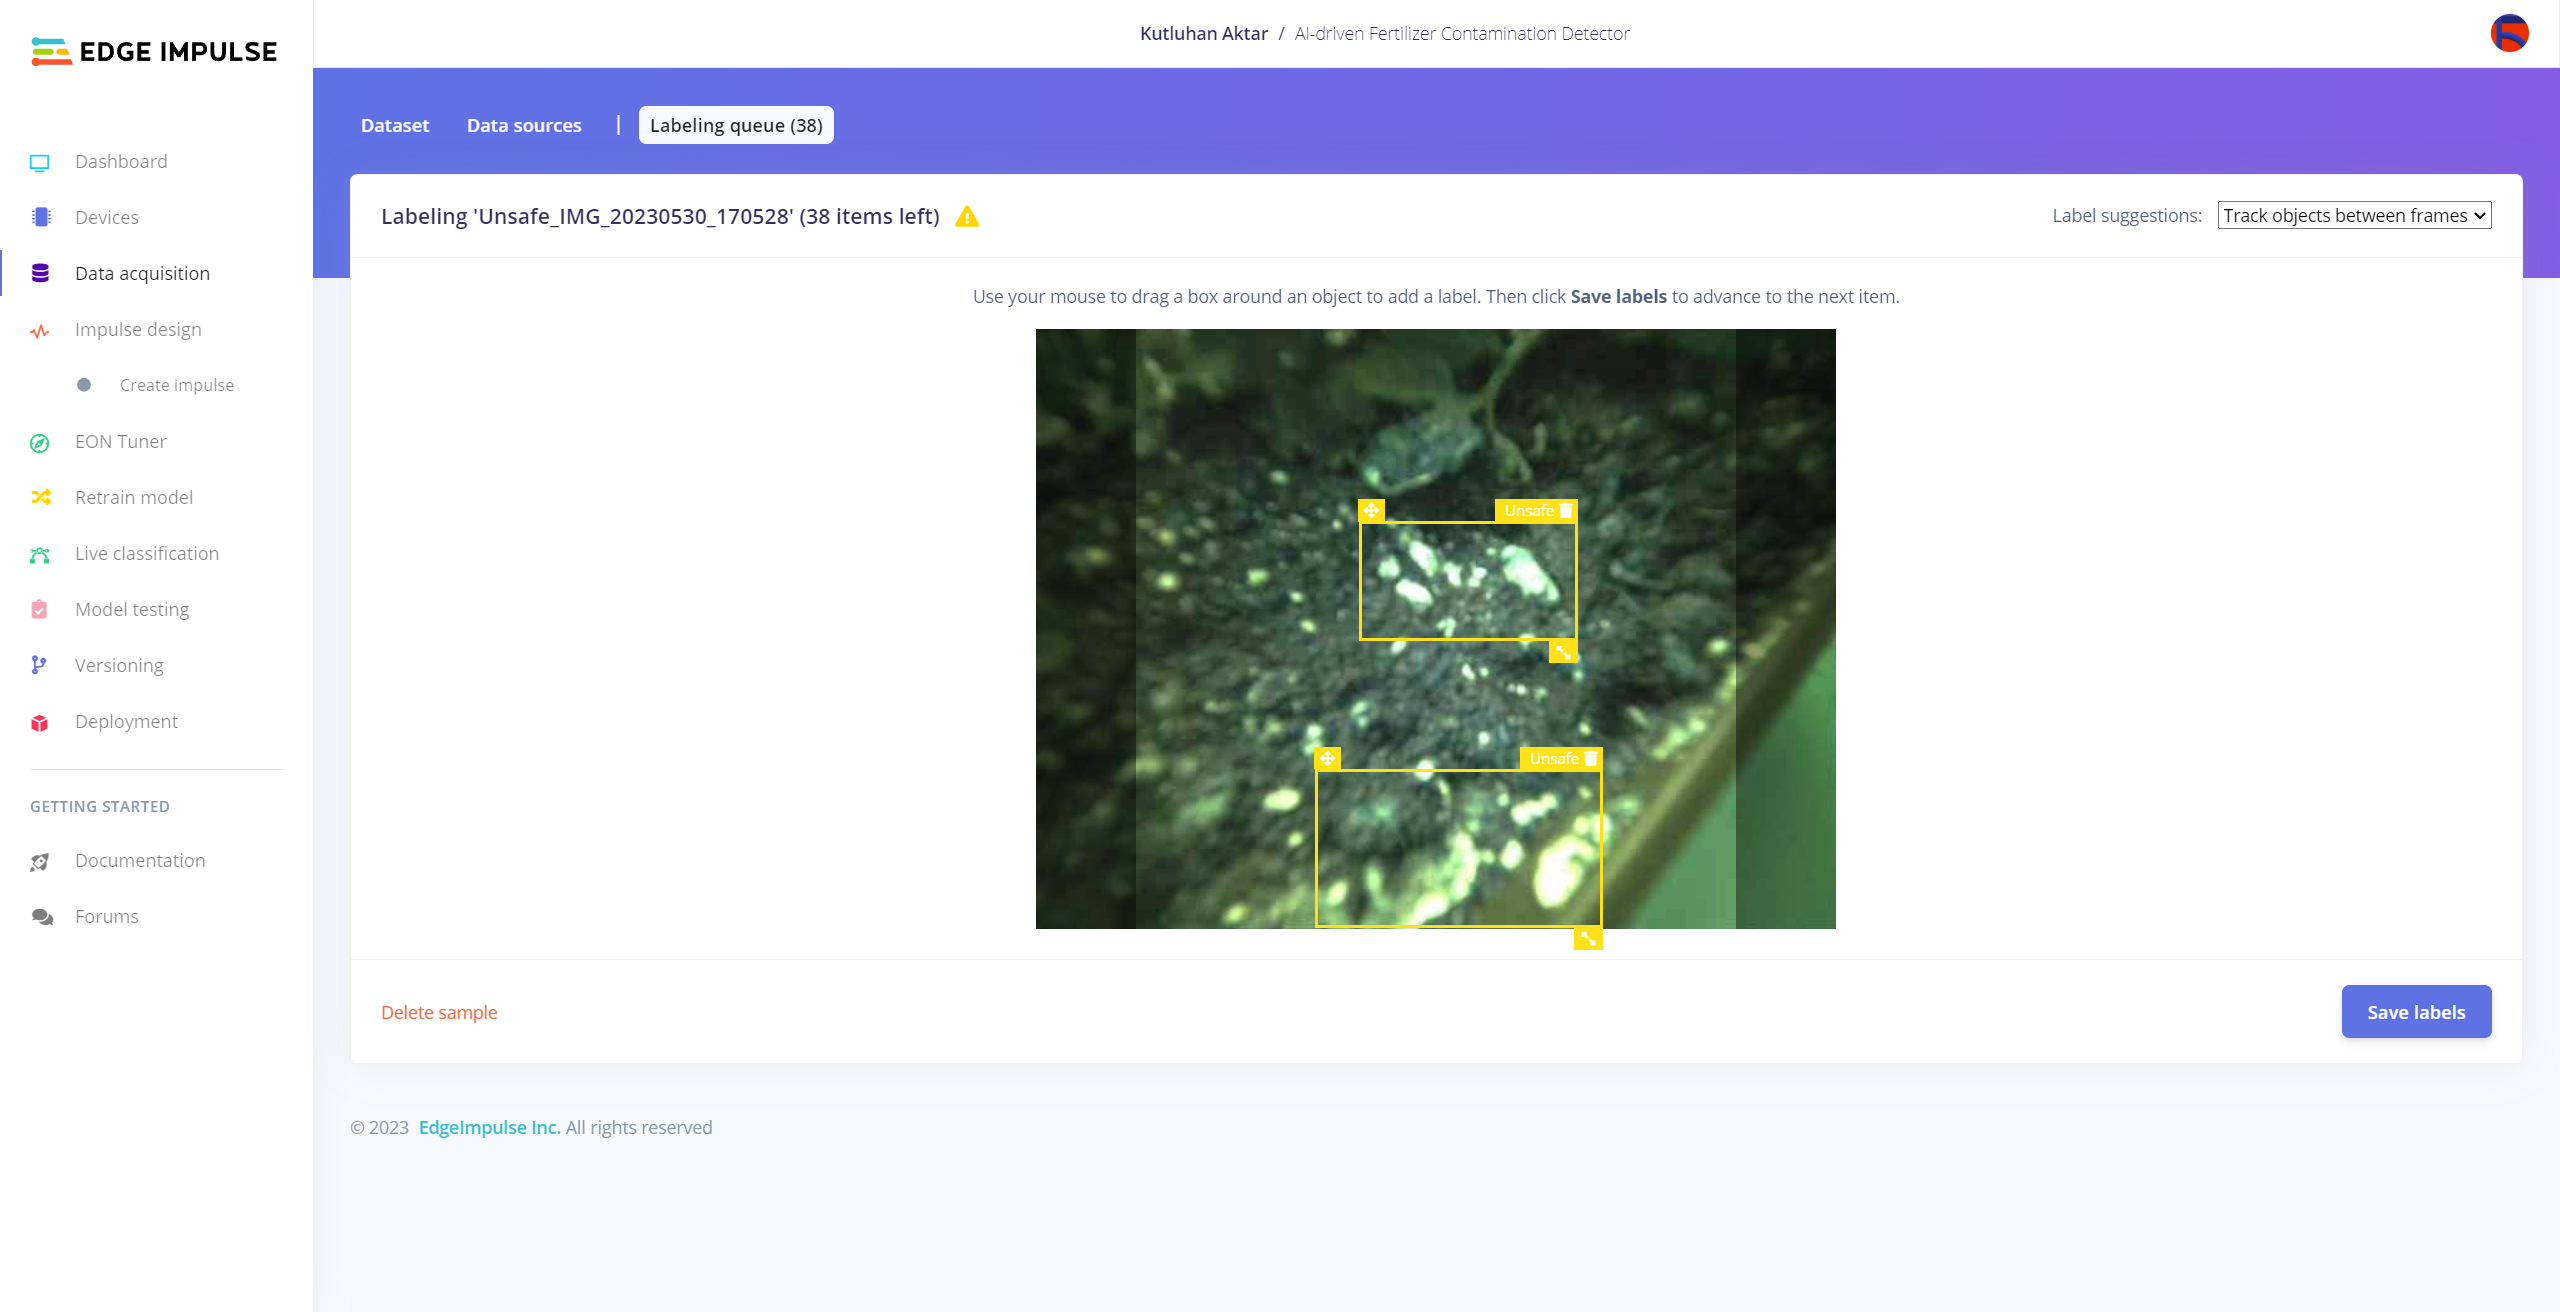 EDGE IMPULSE
Kutluhan Aktar / AI-driven Fertilizer Contamination Detector
Dashboard
Devices
Data acquisition
Impulse design
Create impulse
EON Tuner
Retrain model
Live classification
Model testing
Versioning
Deployment
GETTING STARTED
Documentation
Forums
Dataset Data sources | Labeling queue (38)
Labeling 'Unsafe_IMG_20230530_170528' (38 items left)
Label suggestions: Track objects between frames
Use your mouse to drag a box around an object to add a label. Then click Save labels to advance to the next item.
Unsafe
Unsafe
Delete sample
Save labels
© 2023 EdgeImpulse Inc. All rights reserved